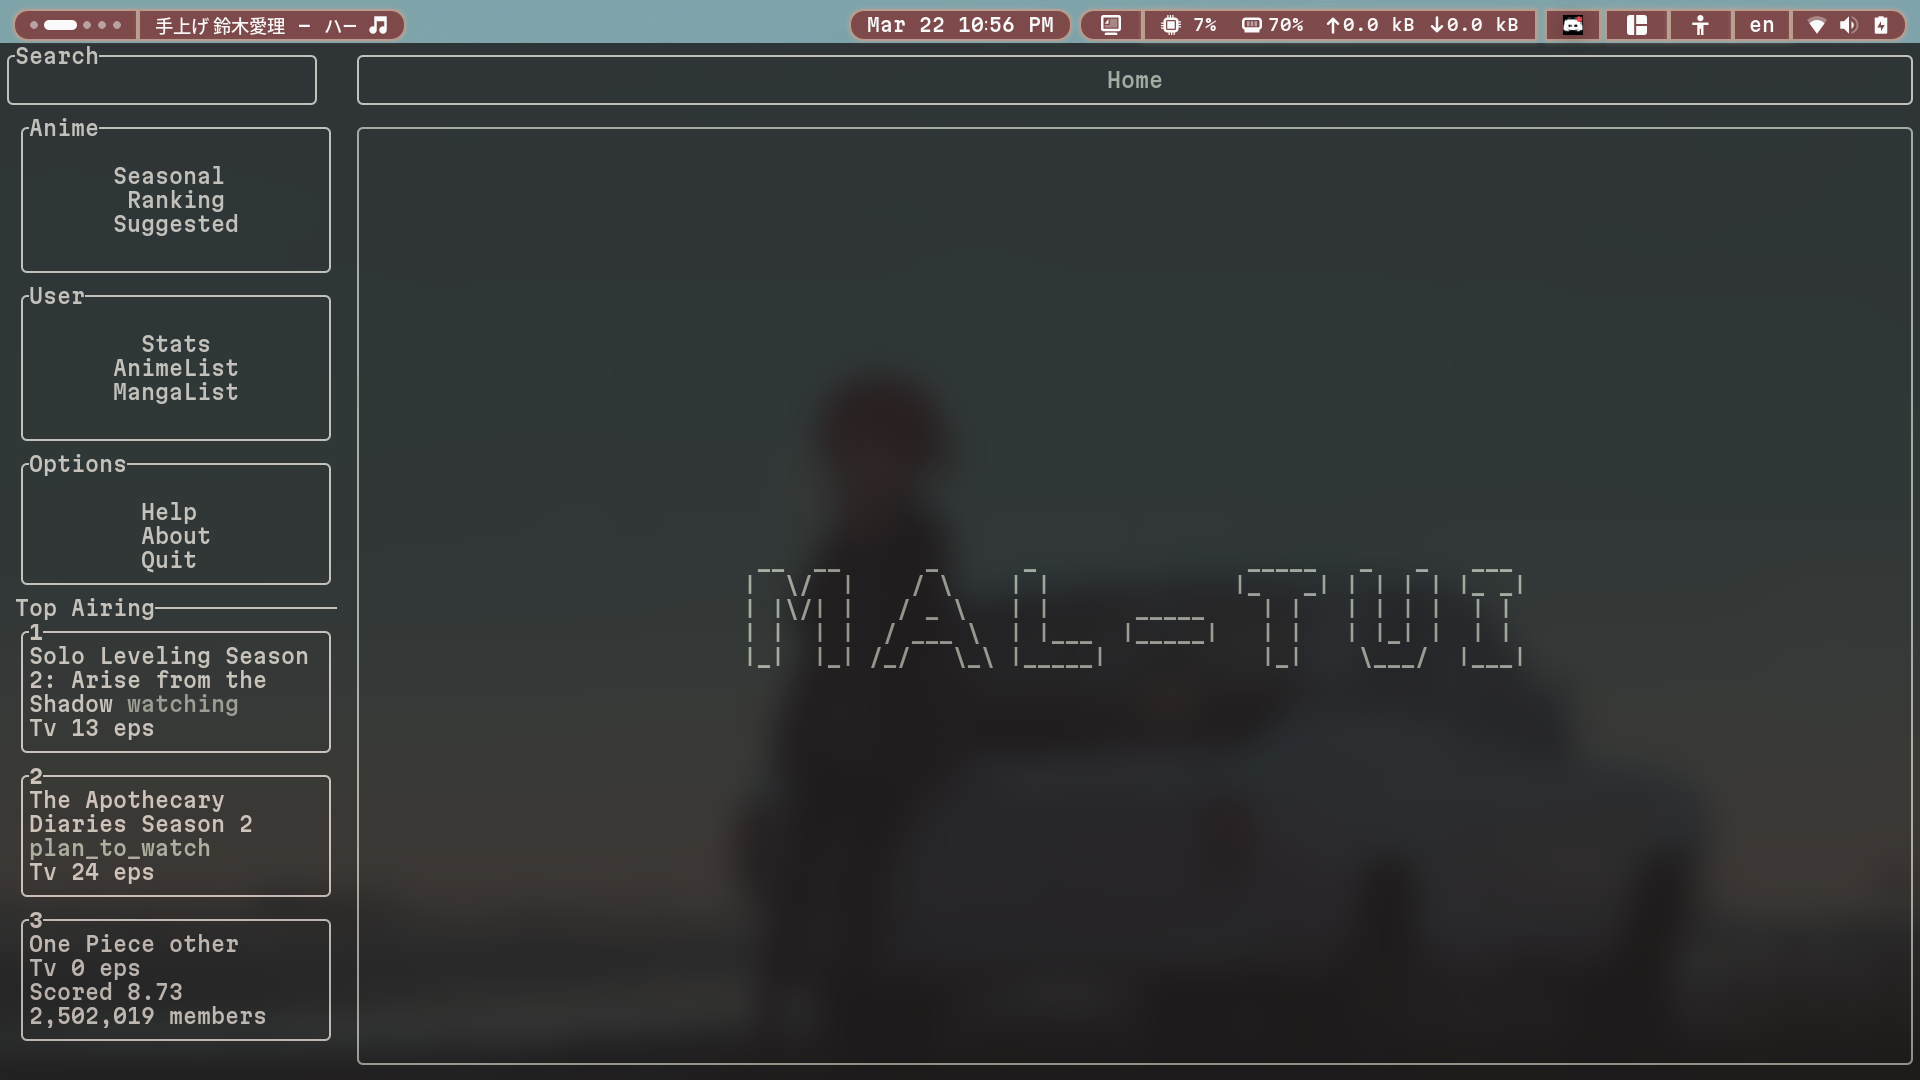 手上げ 鈴木愛理 – ハー
Mar 22 10:56 PM
7%
70%
↑0.0 kB ↓0.0 kB
en
Search
Home
Anime
Seasonal
Ranking
Suggested
User
Stats
AnimeList
MangaList
Options
Help
About
Quit
MAL-TUI
Top Airing
1
Solo Leveling Season
2: Arise from the
Shadow watching
Tv 13 eps
2
The Apothecary
Diaries Season 2
plan_to_watch
Tv 24 eps
3
One Piece other
Tv 0 eps
Scored 8.73
2,502,019 members